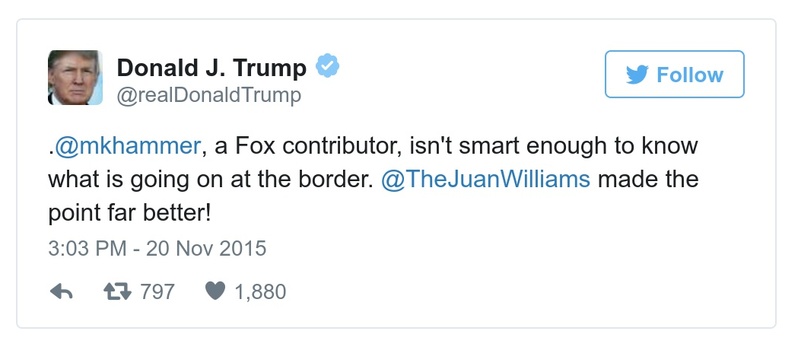 Donald J. Trump
@realDonaldTrump
Follow
.@mkhammer, a Fox contributor, isn't smart enough to know
what is going on at the border. @TheJuanWilliams made the
point far better!
3:03 PM - 20 Nov 2015
797 1,880